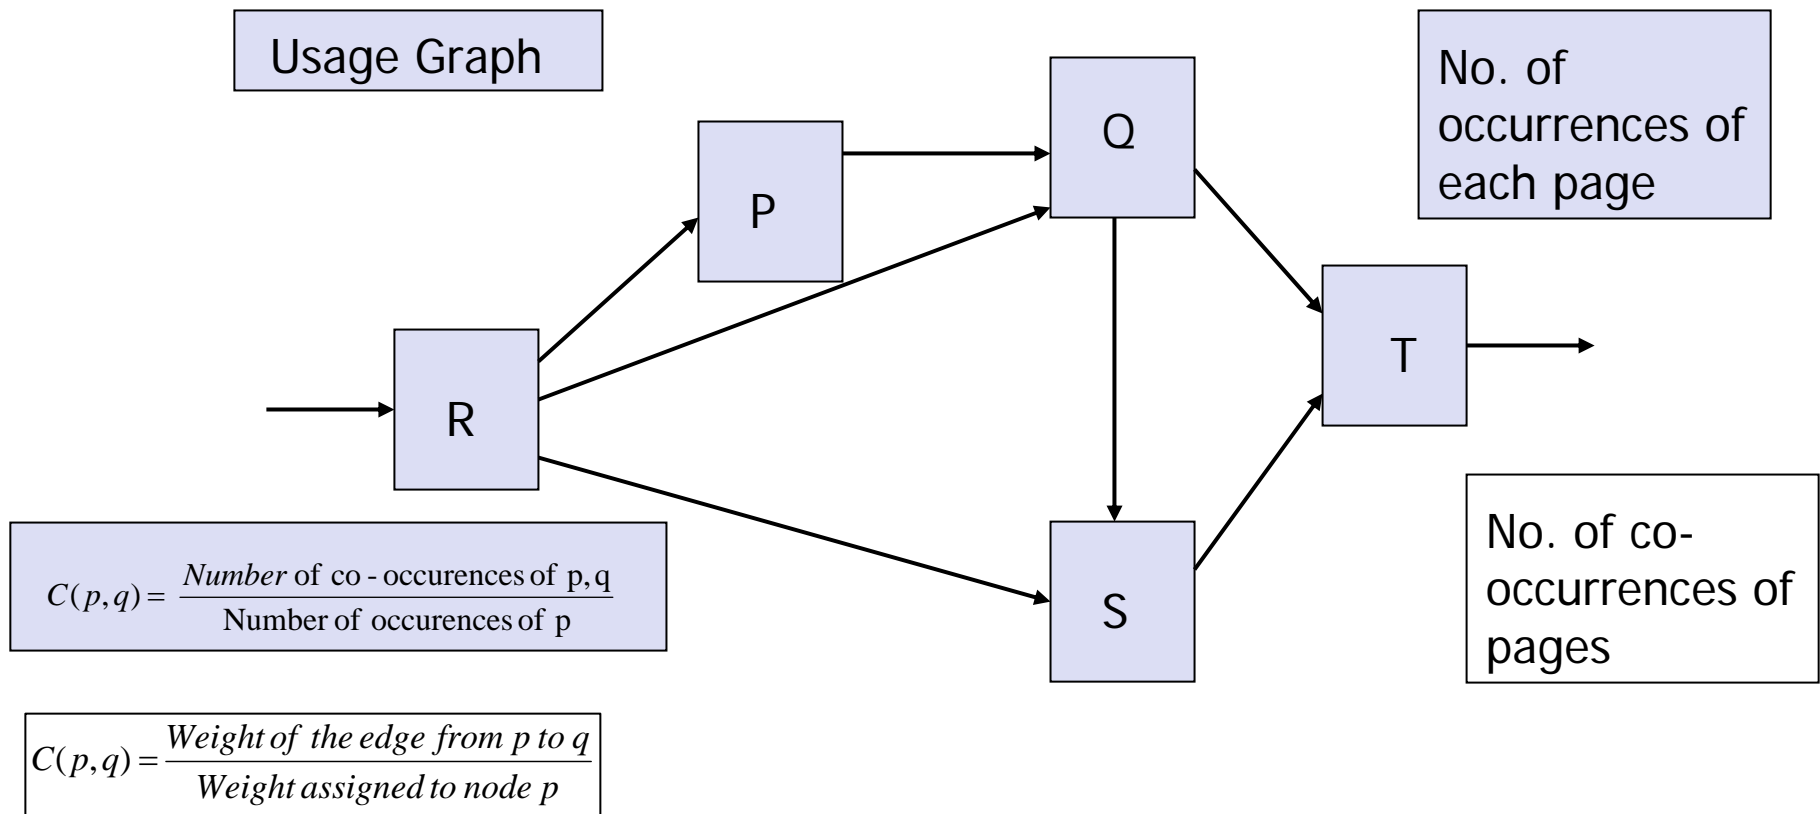 Usage Graph
Q
No. of
occurrences of
each page
P
T
R
No. of co-
occurrences of
pages
C(p,q) = Number of co - occurences of p, q / Number of occurences of p
S
C(p,q) = Weight of the edge from p to q / Weight assigned to node p